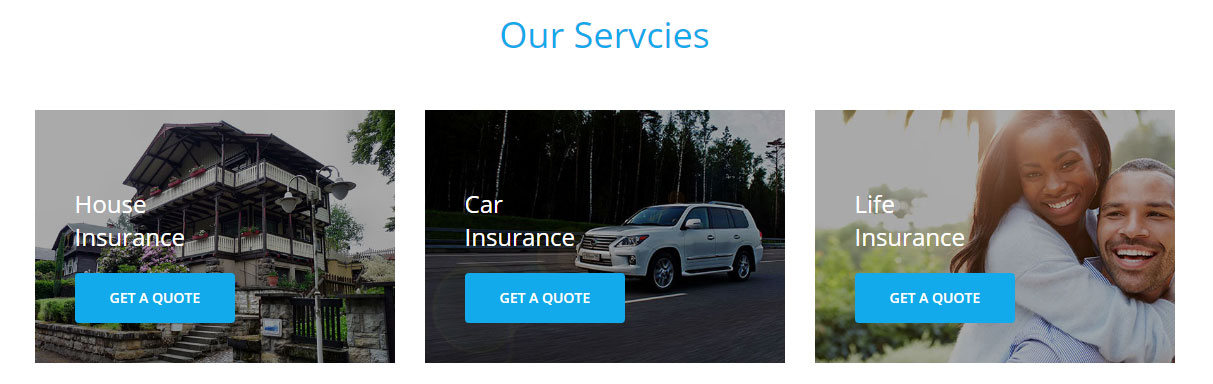 Our Servcies
House
Insurance
GET A QUOTE
Car
Insurance
GET A QUOTE
Life
Insurance
GET A QUOTE